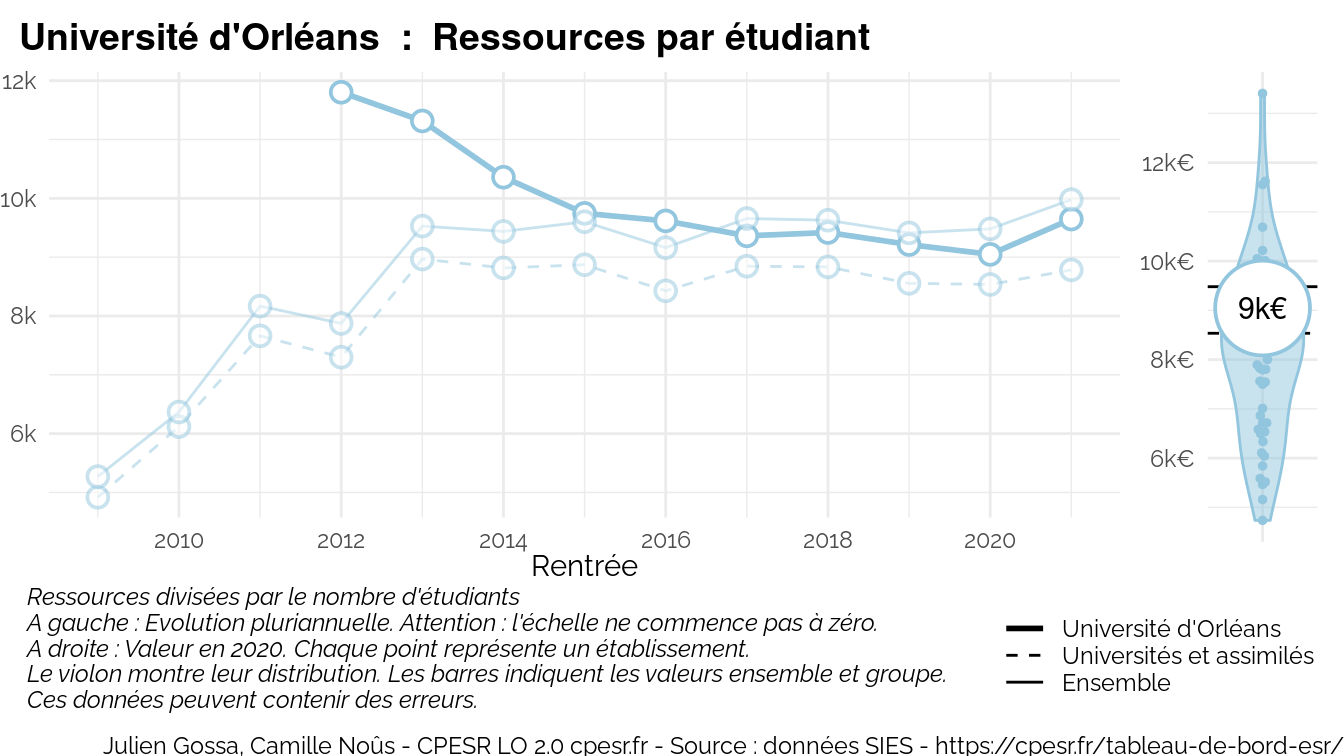 Université d'Orléans : Ressources par étudiant
12k
10k
8k
6k
2010 2012 2014 2016 2018 2020
Rentrée
12k€
10k€
8k€
6k€
9k€
Ressources divisées par le nombre d'étudiants
A gauche : Evolution pluriannuelle. Attention : l'échelle ne commence pas à zéro.
A droite : Valeur en 2020. Chaque point représente un établissement.
Le violon montre leur distribution. Les barres indiquent les valeurs ensemble et groupe.
Ces données peuvent contenir des erreurs.
Université d'Orléans
Universités et assimilés
Ensemble
Julien Gossa, Camille Noûs - CPESR LO 2.0 cpesr.fr - Source : données SIES - https://cpesr.fr/tableau-de-bord-esr/